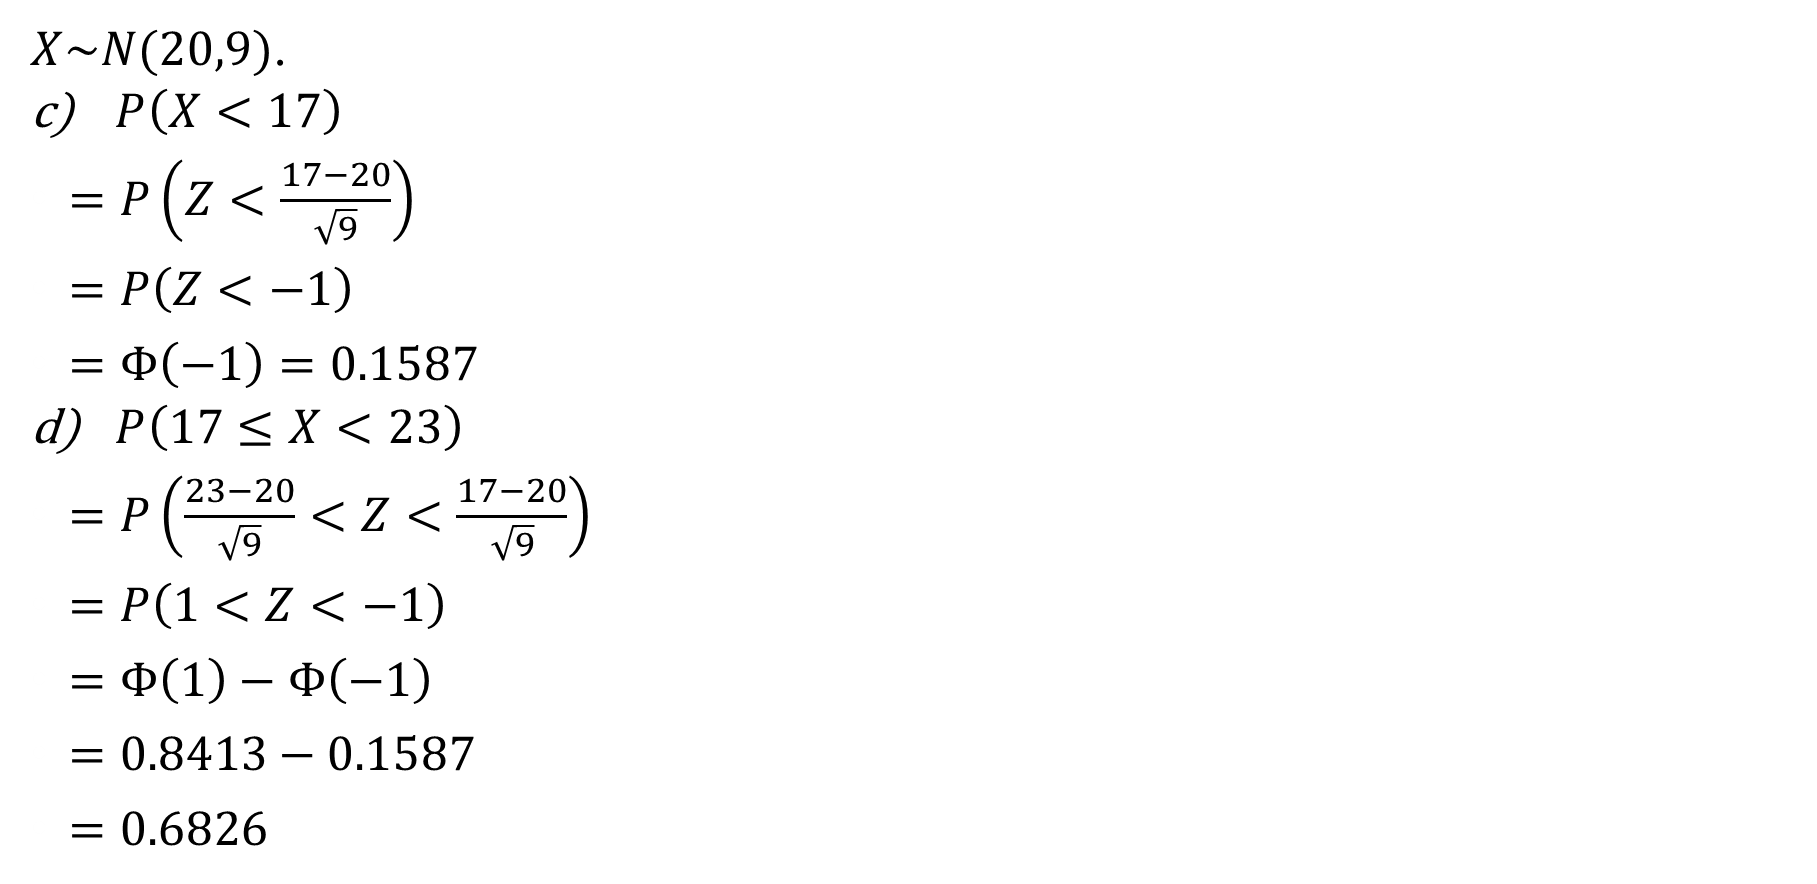 X~N(20,9).
c) P(X < 17)
= P(Z < (17−20)/√9)
= P(Z < −1)
= Φ(−1) = 0.1587
d) P(17 ≤ X < 23)
= P((23−20)/√9 < Z < (17−20)/√9)
= P(1 < Z < −1)
= Φ(1) − Φ(−1)
= 0.8413 − 0.1587
= 0.6826